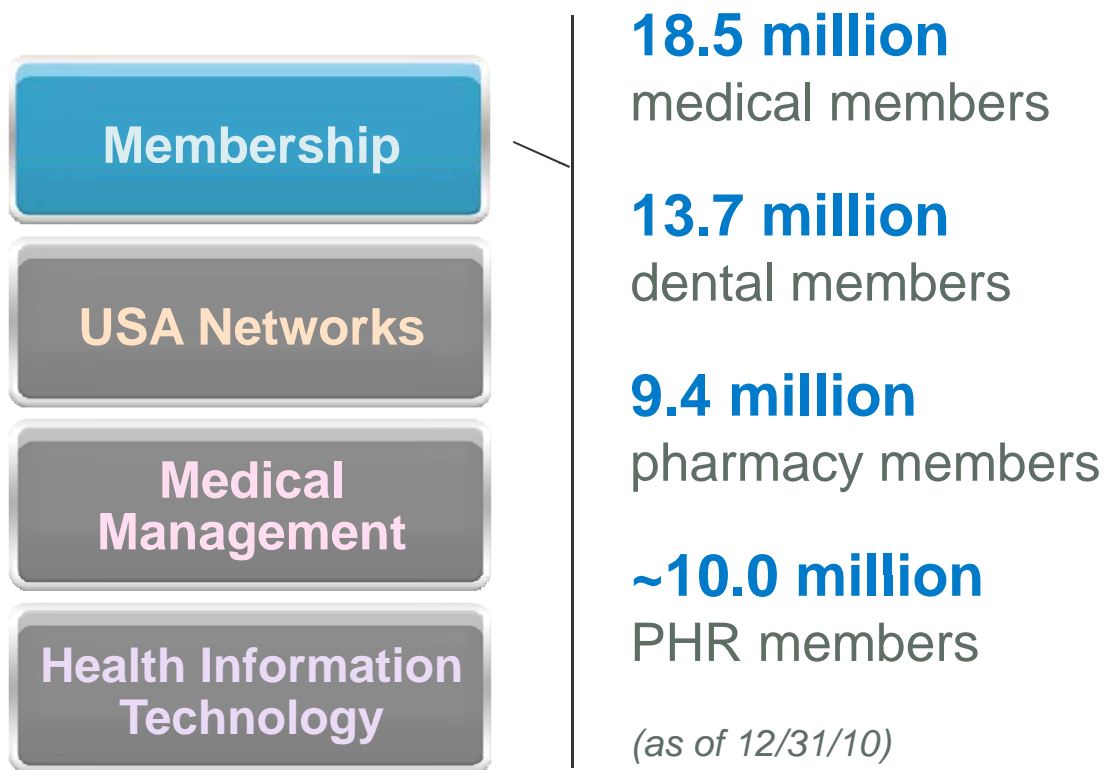 Membership
USA Networks
Medical
Management
Health Information
Technology
18.5 million
medical members
13.7 million
dental members
9.4 million
pharmacy members
~10.0 million
PHR members
(as of 12/31/10)